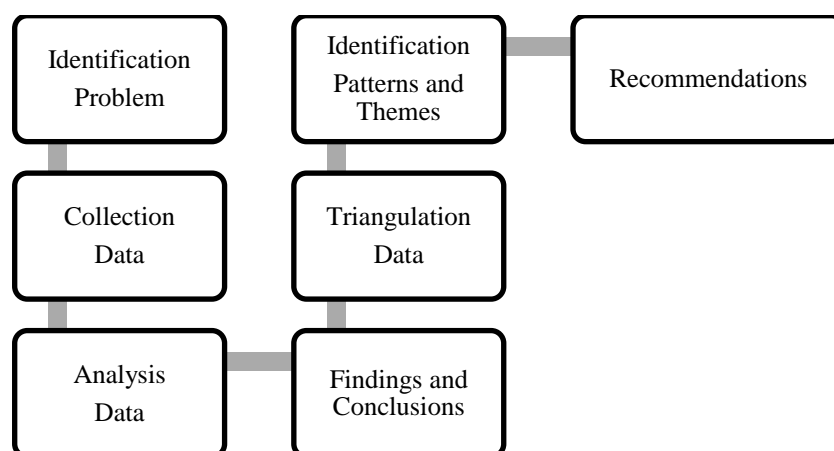 Identification
Problem
Collection
Data
Analysis
Data
Findings and
Conclusions
Triangulation
Data
Identification
Patterns and
Themes
Recommendations